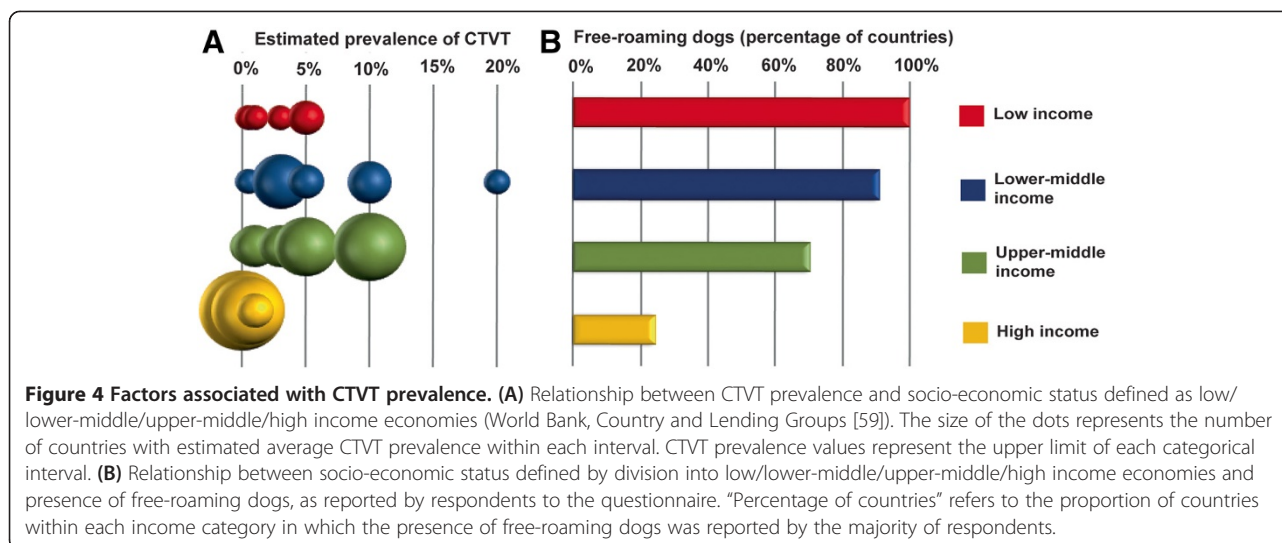 A Estimated prevalence of CTVT
0% 5% 10% 15% 20%
B Free-roaming dogs (percentage of countries)
0% 20% 40% 60% 80% 100%
Low income
Lower-middle
income
Upper-middle
income
High income
Figure 4 Factors associated with CTVT prevalence. (A) Relationship between CTVT prevalence and socio-economic status defined as low/
lower-middle/upper-middle/high income economies (World Bank, Country and Lending Groups [59]). The size of the dots represents the number
of countries with estimated average CTVT prevalence within each interval. CTVT prevalence values represent the upper limit of each categorical
interval. (B) Relationship between socio-economic status defined by division into low/lower-middle/upper-middle/high income economies and
presence of free-roaming dogs, as reported by respondents to the questionnaire. “Percentage of countries” refers to the proportion of countries
within each income category in which the presence of free-roaming dogs was reported by the majority of respondents.